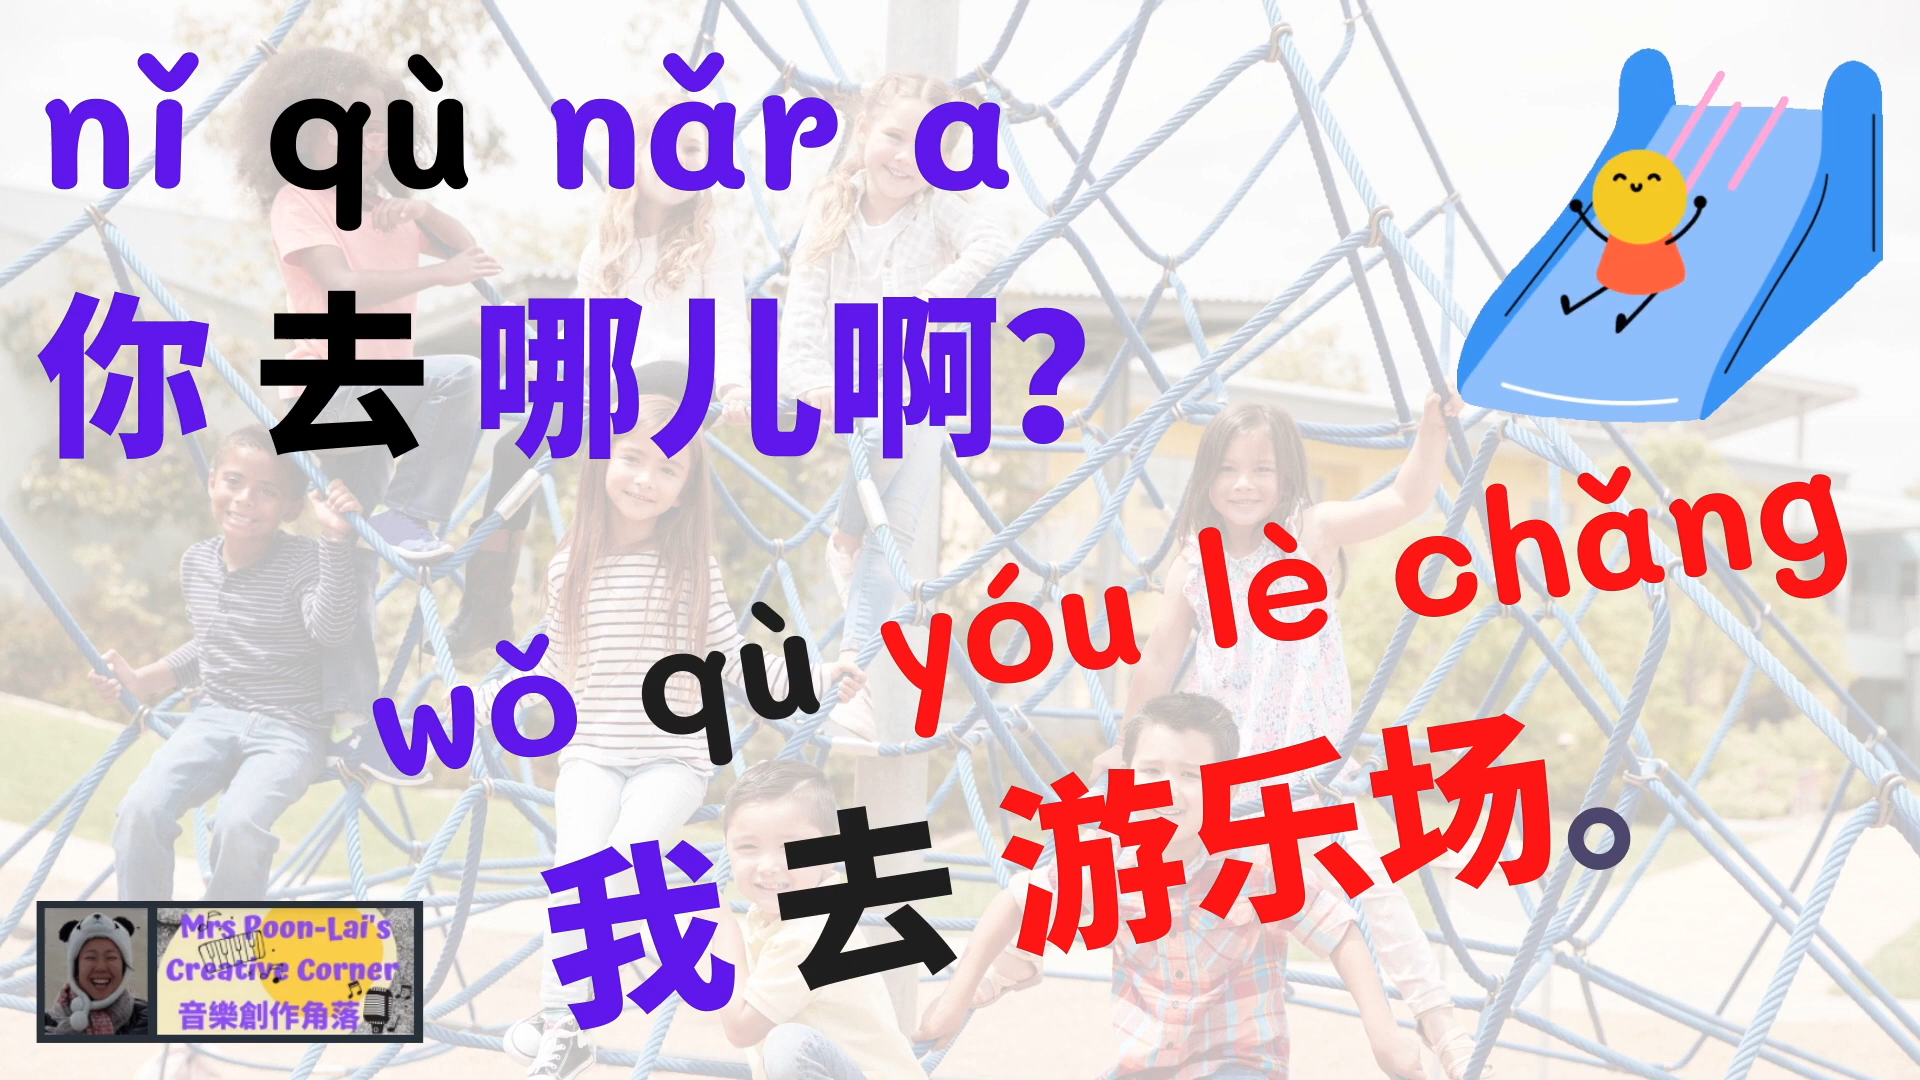 nǐ qù nǎr a
你去哪儿啊?
wǒ qù yóu lè chǎng
我去游乐场。
Mrs Poon-Lai's
Creative Corner
音樂創作角落